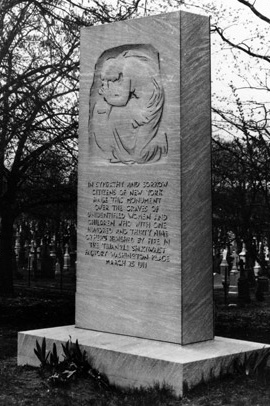 IN SYMPATHY AND SORROW
CITIZENS OF NEW YORK
RAISE THIS MONUMENT
OVER THE GRAVES OF
UNIDENTIFIED WOMEN AND
CHILDREN WHO WITH ONE
HUNDRED AND THIRTY NINE
OTHERS PERISHED BY FIRE IN
THE TRIANGLE SHIRTWAIST
FACTORY WASHINGTON PLACE
MARCH 25 1911